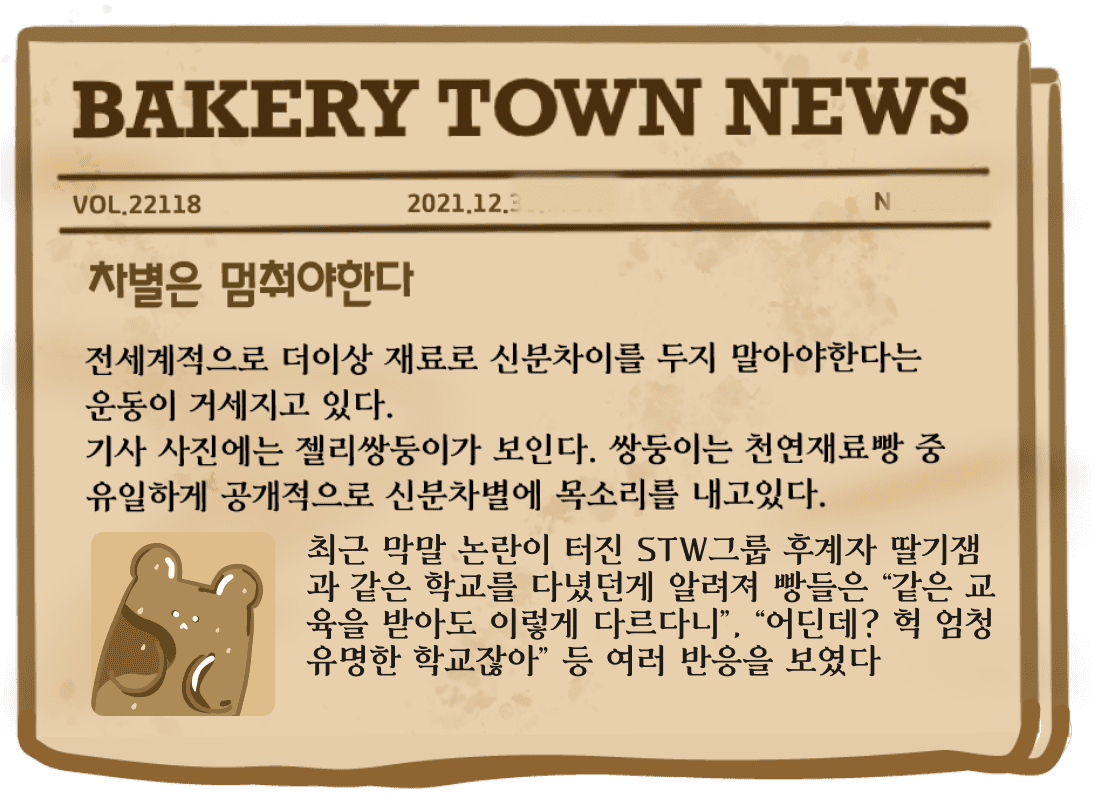 BAKERY TOWN NEWS
VOL.22118 2021.12.3 N
차별은 멈춰야한다
전세계적으로 더이상 재료로 신분차이를 두지 말아야한다는
운동이 거세지고 있다.
기사 사진에는 젤리쌍둥이가 보인다. 쌍둥이는 천연재료빵 중
유일하게 공개적으로 신분차별에 목소리를 내고있다.
최근 막말 논란이 터진 STW그룹 후계자 딸기잼
과 같은 학교를 다녔던게 알려져 빵들은 “같은 교
육을 받아도 이렇게 다르다니”, “어딘데? 헉 엄청
유명한 학교잖아” 등 여러 반응을 보였다